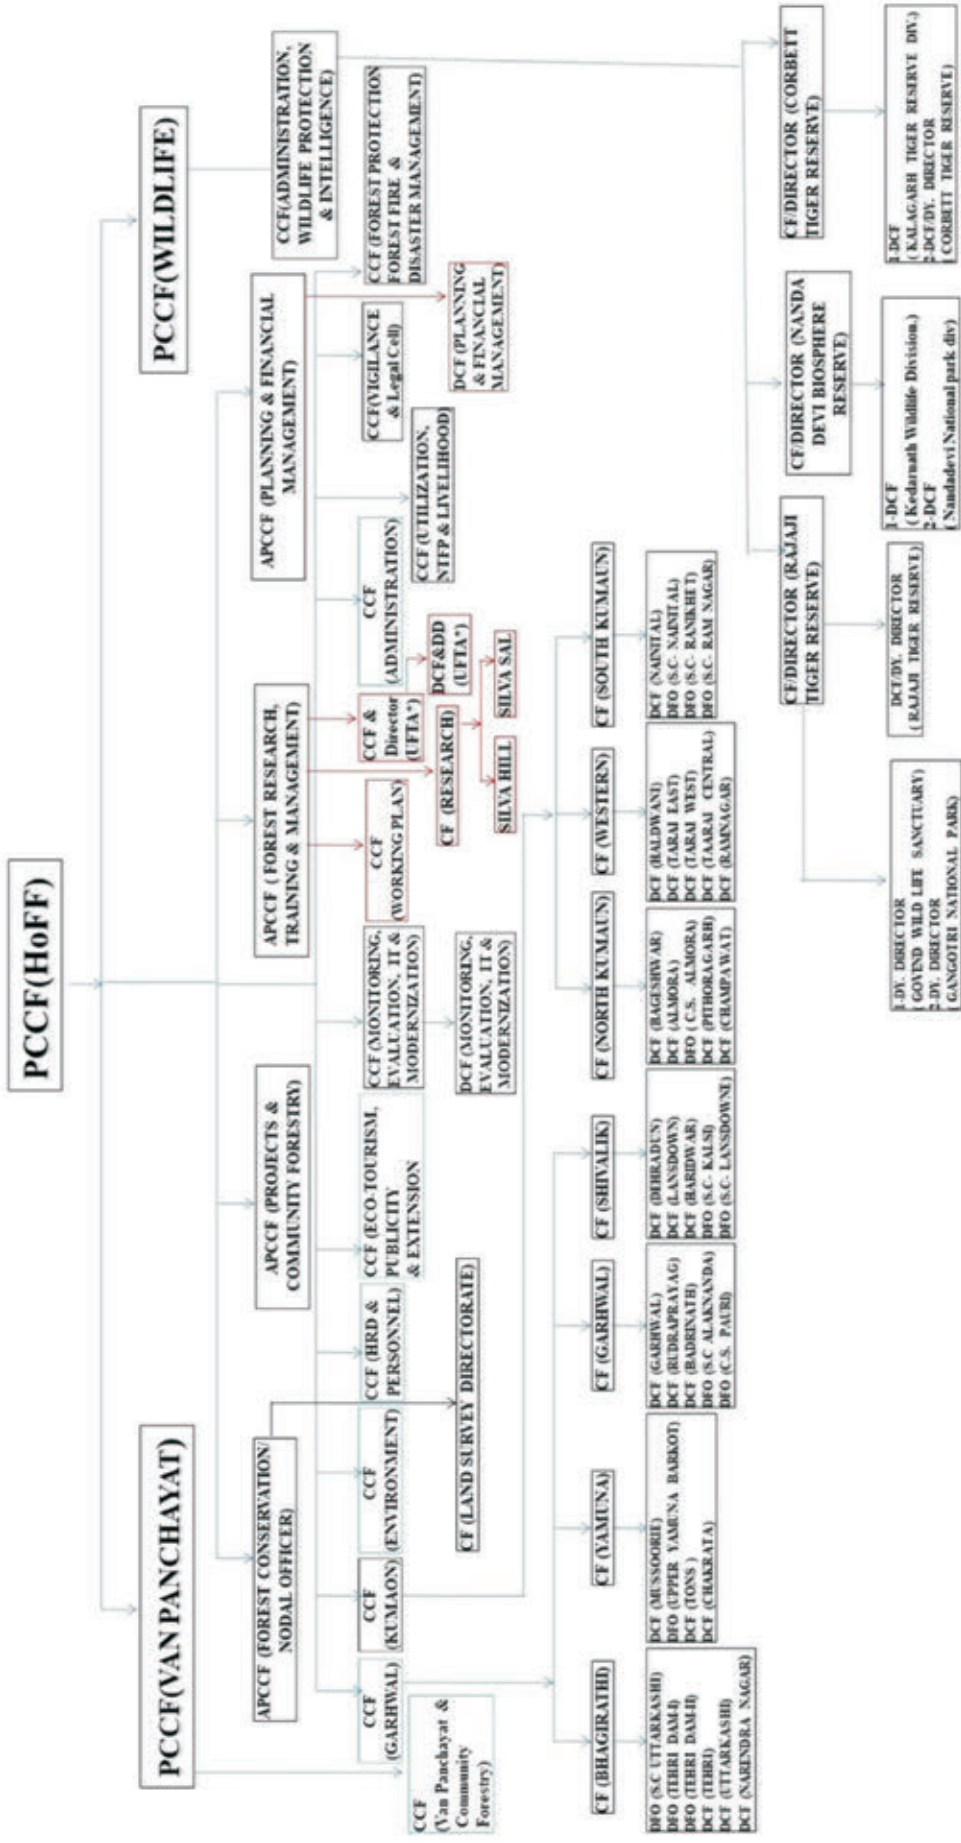 PCCF(HoFF)
PCCF(VAN PANCHAYAT)
PCCF(WILDLIFE)
APCCF (FOREST CONSERVATION/
NODAL OFFICER)
APCCF (PROJECTS &
COMMUNITY FORESTRY)
APCCF ( FOREST RESEARCH,
TRAINING & MANAGEMENT)
APCCF (PLANNING & FINANCIAL
MANAGEMENT)
CCF(ADMINISTRATION,
WILDLIFE PROTECTION
& INTELLIGENCE)
CCF
(GARHWAL)
CCF
(KUMAON)
CCF
(ENVIRONMENT)
CCF (HRD &
PERSONNEL)
CCF (ECO-TOURISM,
PUBLICITY
& EXTENSION
CCF (MONITORING,
EVALUATION, IT &
MODERNIZATION)
CCF
(WORKING PLAN)
CCF &
Director
(UFTA*)
CCF
(ADMINISTRATION)
CCF (UTILIZATION,
NTFP & LIVELIHOOD)
CCF(VIGILANCE
& Legal Cell)
CCF (FOREST PROTECTION
FOREST FIRE &
DISASTER MANAGEMENT)
CCF
(Van Panchayat &
Community
Forestry)
CF (LAND SURVEY DIRECTORATE)
DCF (MONITORING,
EVALUATION, IT &
MODERNIZATION)
CF (RESEARCH)
DCF&DD
(UFTA*)
DCF (PLANNING
& FINANCIAL
MANAGEMENT)
SILVA HILL
SILVA SAL
CF (BHAGIRATHI)
CF (YAMUNA)
CF (GARHWAL)
CF (SHIVALIK)
CF (NORTH KUMAUN)
CF (WESTERN)
CF (SOUTH KUMAUN)
DFO (S.C UTTARKASHI)
DFO (TEHRI DAM-I)
DFO (TEHRI DAM-II)
DCF (TEHRI)
DCF (UTTARKASHI)
DCF (NARENDRA NAGAR)
DCF (MUSSOORIE)
DFO (UPPER YAMUNA BARKOT)
DCF (TONS )
DCF (CHAKRATA)
DCF (GARHWAL)
DCF (RUDRAPRAYAG)
DCF (BADRINATH)
DFO (S.C ALAKNANDA)
DFO (C.S. PAURI)
DCF (DEHRADUN)
DCF (LANSDOWN)
DCF (HARIDWAR)
DFO (S.C- KALSI)
DFO (S.C- LANSDOWNE)
DCF (BAGESHWAR)
DCF (ALMORA)
DFO ( C.S. ALMORA)
DCF (PITHORAGARH)
DCF (CHAMPAWAT)
DCF (HALDWANI)
DCF (TARAI EAST)
DCF (TARAI WEST)
DCF (TAARAI CENTRAL)
DCF (RAMNAGAR)
DCF (NAINITAL)
DFO (S.C- NAINITAL)
DFO (S.C- RANIKHET)
DFO (S.C- RAM NAGAR)
CF/DIRECTOR (RAJAJI
TIGER RESERVE)
CF/DIRECTOR (NANDA
DEVI BIOSPHERE
RESERVE)
CF/DIRECTOR (CORBETT
TIGER RESERVE)
1-DY. DIRECTOR
( GOVEND WILD LIFE SANCTUARY)
2-DY. DIRECTOR
( GANGOTRI NATIONAL PARK)
DCF/DY. DIRECTOR
( RAJAJI TIGER RESERVE)
1-DCF
( Kedarnath Wildlife Division.)
2-DCF
( Nandadevi National park div)
1-DCF
( KALAGARH TIGER RESERVE DIV.)
2-DCF/DY. DIRECTOR
( CORBETT TIGER RESERVE)